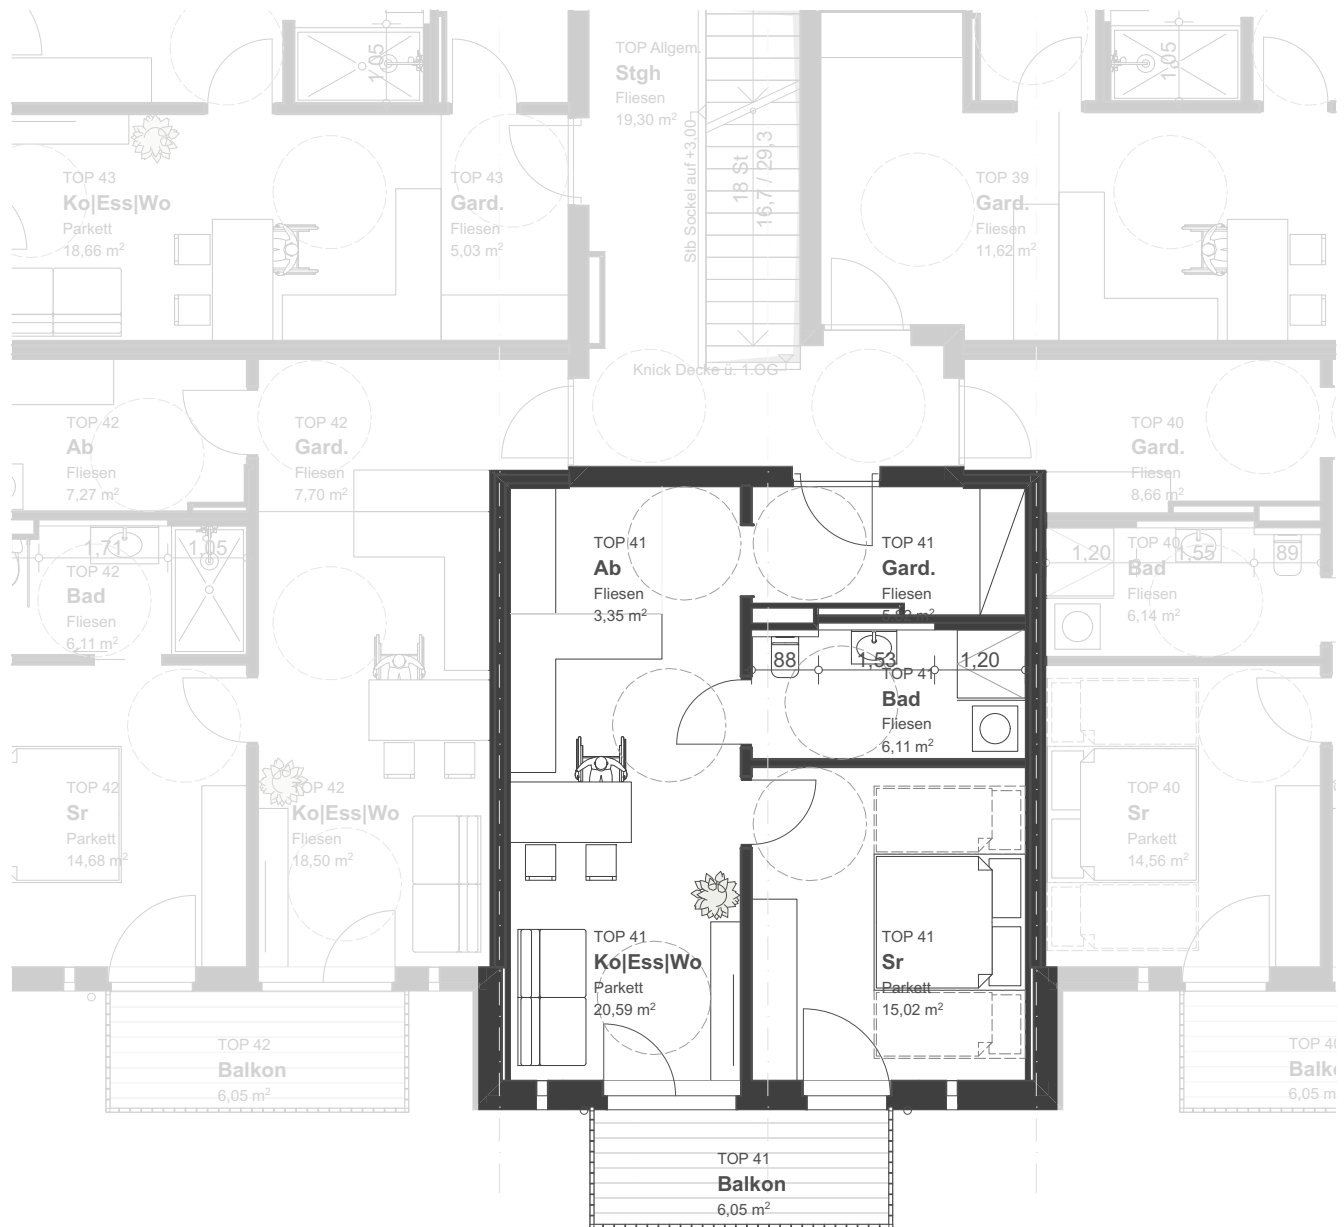 TOP Allgem.
Stgh
Fliesen
19,30 m²
Stb Sockel auf +3,00
18 St
16,7 / 29,3
1,05
1,05
TOP 43
Ko|Ess|Wo
Parkett
18,66 m²
TOP 43
Gard.
Fliesen
5,03 m²
TOP 39
Gard.
Fliesen
11,62 m²
Knick Decke ü. 1.OG
TOP 42
Ab
Fliesen
7,27 m²
TOP 42
Gard.
Fliesen
7,70 m²
TOP 40
Gard.
Fliesen
8,66 m²
TOP 41
Ab
Fliesen
3,35 m²
TOP 41
Gard.
Fliesen
1,71
1,05
TOP 42
Bad
Fliesen
6,11 m²
1,20
1,55
89
TOP 40
Bad
Fliesen
6,14 m²
88
1,53
1,20
TOP 41
Bad
Fliesen
6,11 m²
TOP 42
Sr
Parkett
14,68 m²
TOP 42
Ko|Ess|Wo
Fliesen
18,50 m²
TOP 40
Sr
Parkett
14,56 m²
TOP 41
Ko|Ess|Wo
Parkett
20,59 m²
TOP 41
Sr
Parkett
15,02 m²
TOP 42
Balkon
6,05 m²
TOP 40
Balk
6,05 m
TOP 41
Balkon
6,05 m²